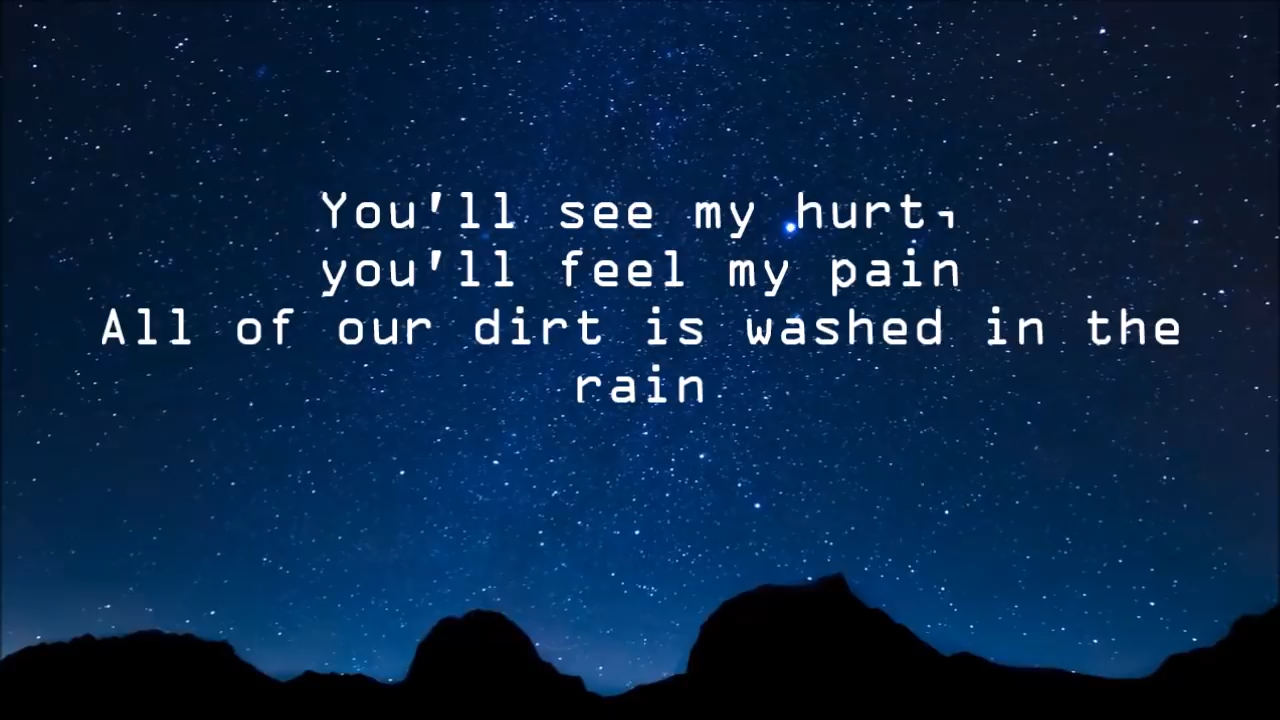 You'll see my hurt,
you'll feel my pain
All of our dirt is washed in the
rain